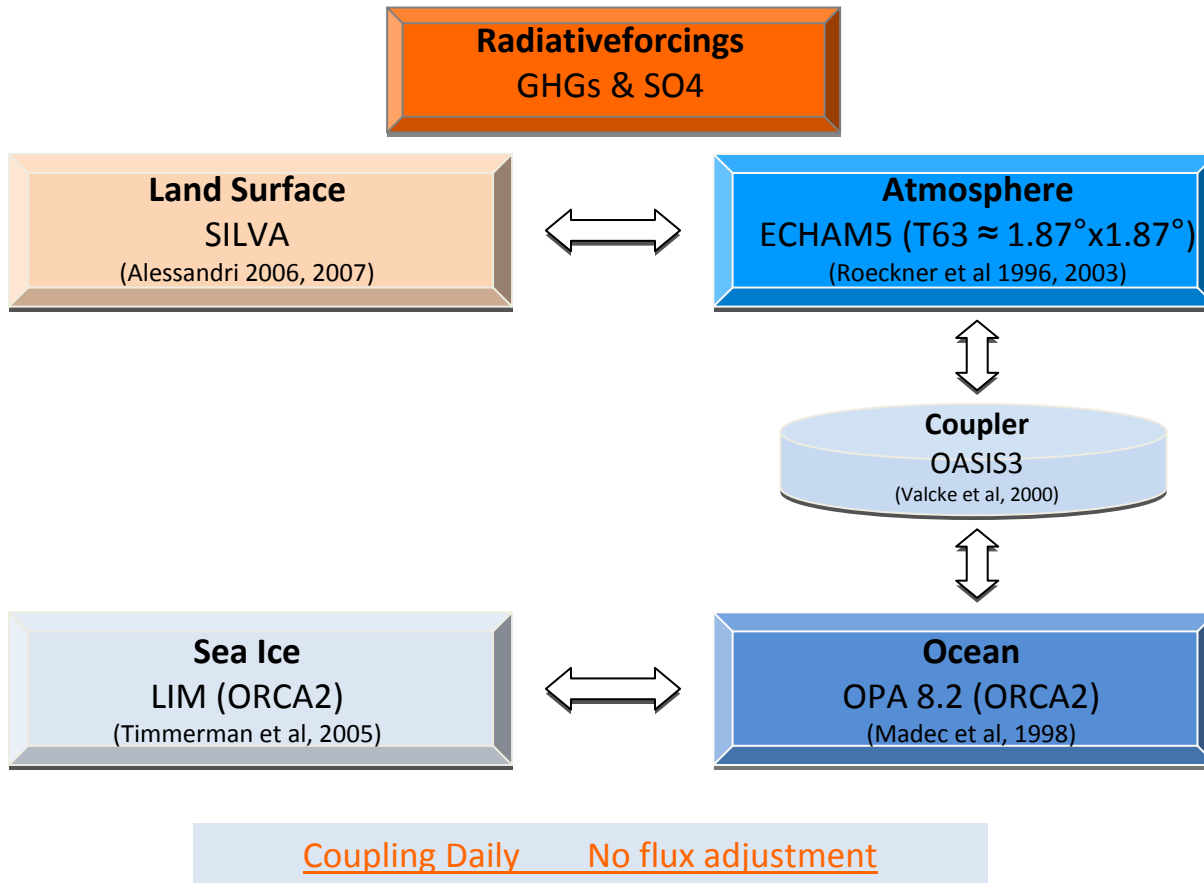 Radiativeforcings
GHGs & SO4
Land Surface
SILVA
(Alessandri 2006, 2007)
Atmosphere
ECHAM5 (T63 ≈ 1.87°x1.87°)
(Roeckner et al 1996, 2003)
Coupler
OASIS3
(Valcke et al, 2000)
Sea Ice
LIM (ORCA2)
(Timmerman et al, 2005)
Ocean
OPA 8.2 (ORCA2)
(Madec et al, 1998)
Coupling Daily No flux adjustment